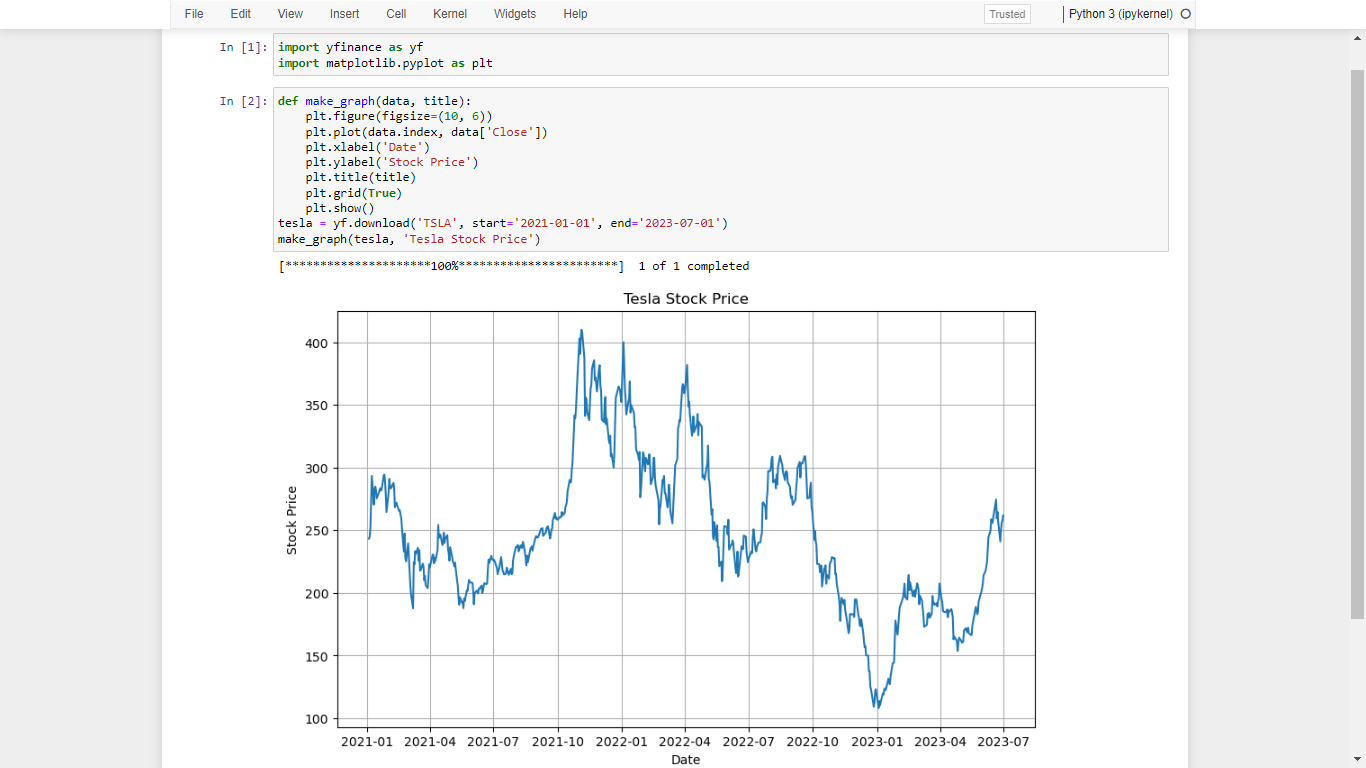 File Edit View Insert Cell Kernel Widgets Help Trusted Python 3 (ipykernel)
In [1]: import yfinance as yf
import matplotlib.pyplot as plt
In [2]: def make_graph(data, title):
    plt.figure(figsize=(10, 6))
    plt.plot(data.index, data['Close'])
    plt.xlabel('Date')
    plt.ylabel('Stock Price')
    plt.title(title)
    plt.grid(True)
    plt.show()
tesla = yf.download('TSLA', start='2021-01-01', end='2023-07-01')
make_graph(tesla, 'Tesla Stock Price')
[*********************100%***********************]  1 of 1 completed
Tesla Stock Price
400
350
300
250
200
150
100
Stock Price
2021-01 2021-04 2021-07 2021-10 2022-01 2022-04 2022-07 2022-10 2023-01 2023-04 2023-07
Date